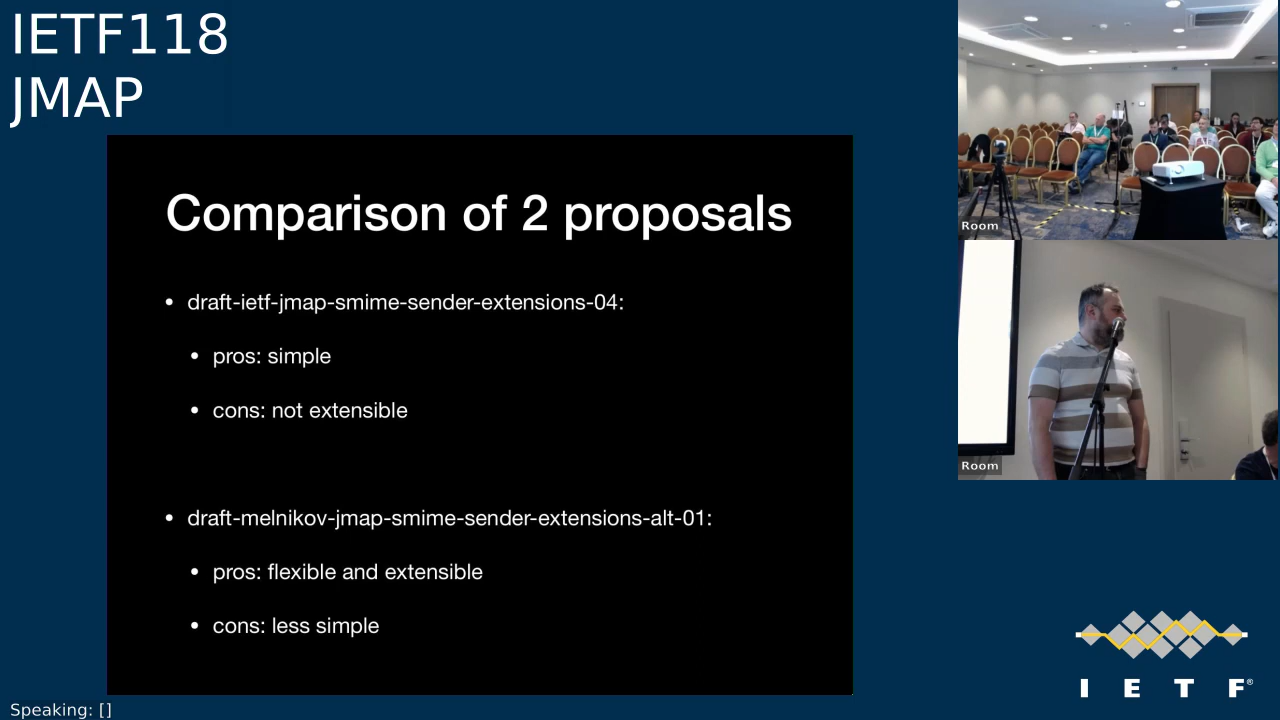 IETF118
JMAP
Comparison of 2 proposals
• draft-ietf-jmap-smime-sender-extensions-04:
• pros: simple
• cons: not extensible
• draft-melnikov-jmap-smime-sender-extensions-alt-01:
• pros: flexible and extensible
• cons: less simple
Room
Room
I E T F®
Speaking: []